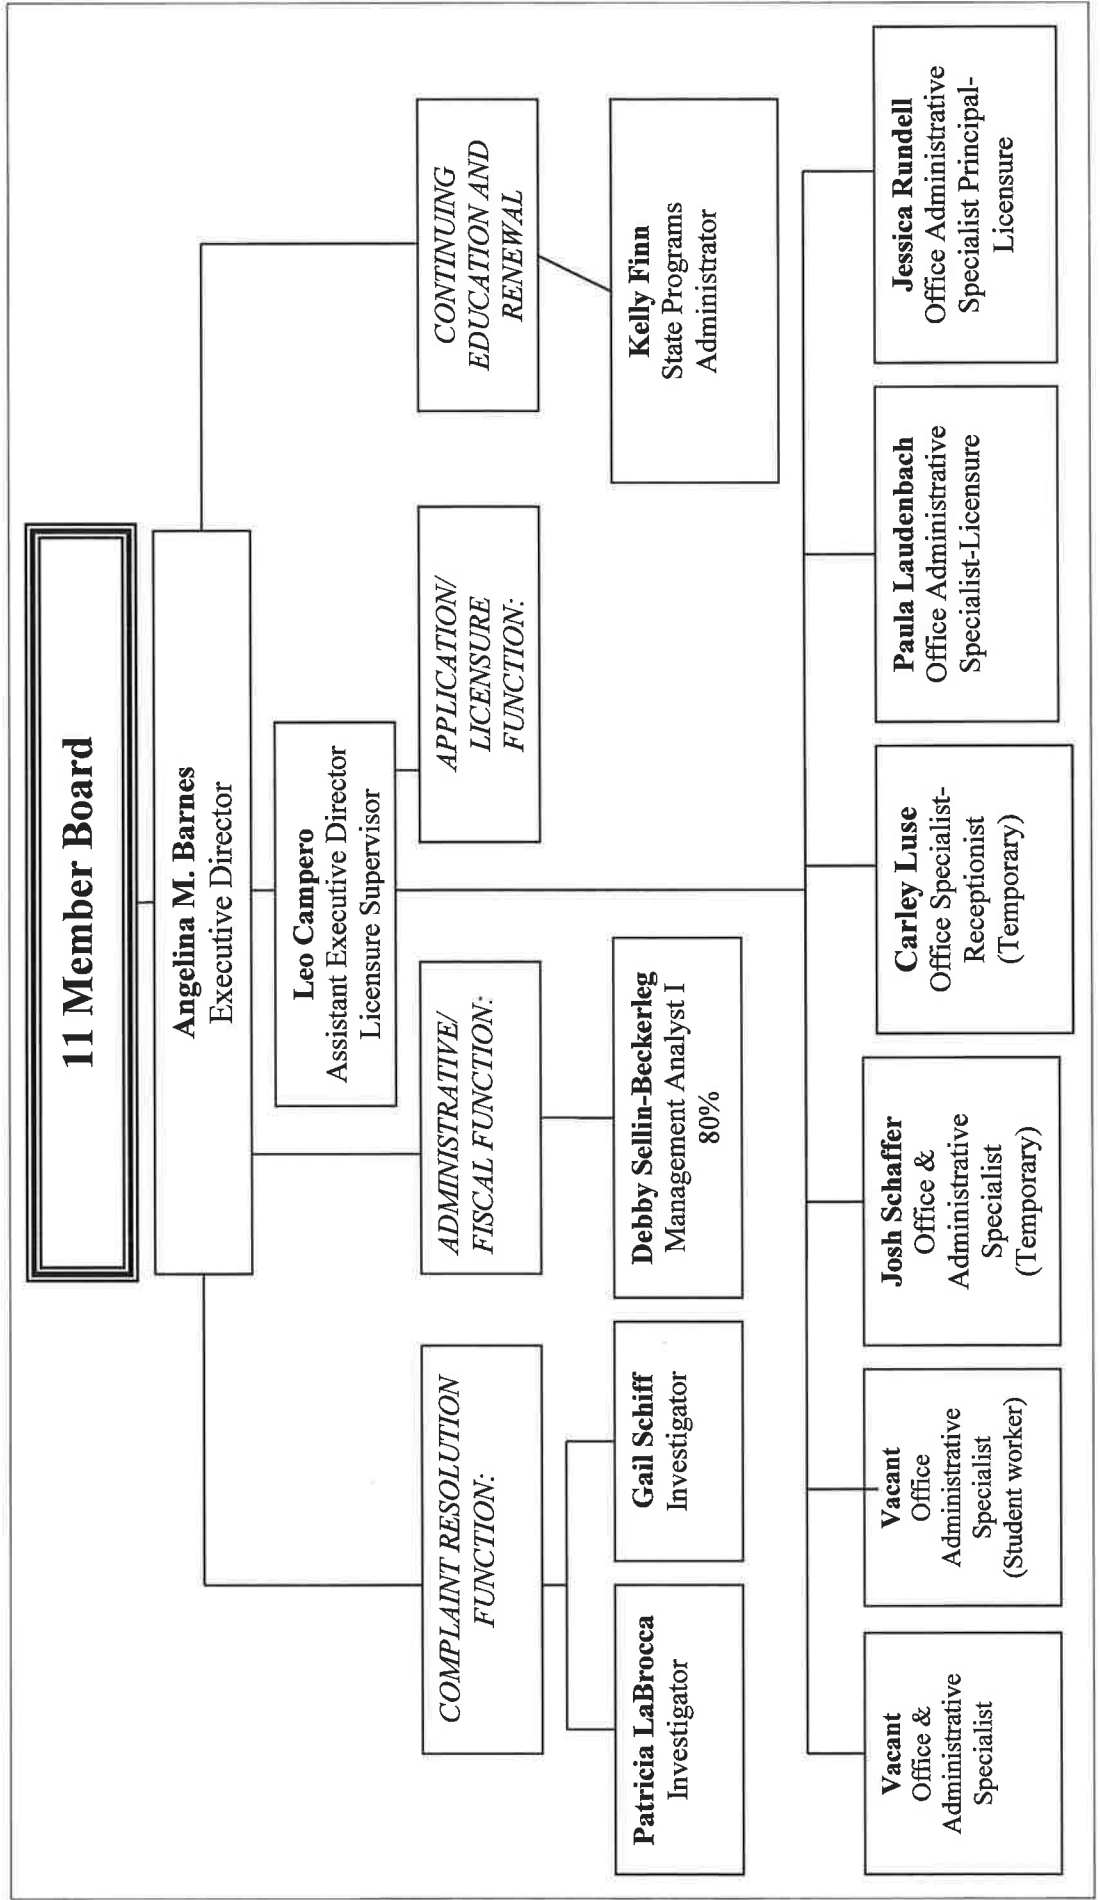 11 Member Board
Angelina M. Barnes
Executive Director
Leo Campero
Assistant Executive Director
Licensure Supervisor
COMPLAINT RESOLUTION
FUNCTION:
ADMINISTRATIVE/
FISCAL FUNCTION:
APPLICATION/
LICENSURE
FUNCTION:
CONTINUING
EDUCATION AND
RENEWAL
Patricia LaBrocca
Investigator
Gail Schiff
Investigator
Debby Sellin-Beckerleg
Management Analyst I
80%
Kelly Finn
State Programs
Administrator
Vacant
Office &
Administrative
Specialist
Vacant
Office
Administrative
Specialist
(Student worker)
Josh Schaffer
Office &
Administrative
Specialist
(Temporary)
Carley Luse
Office Specialist-
Receptionist
(Temporary)
Paula Laudenbach
Office Administrative
Specialist-Licensure
Jessica Rundell
Office Administrative
Specialist Principal-
Licensure